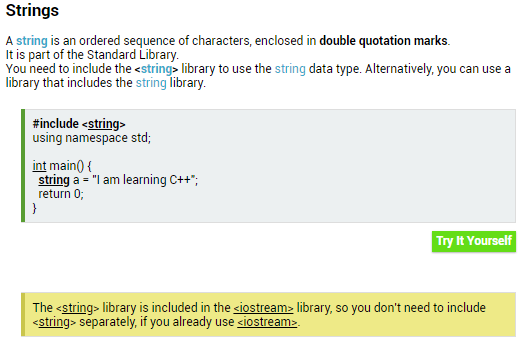 Strings
A string is an ordered sequence of characters, enclosed in double quotation marks.
It is part of the Standard Library.
You need to include the <string> library to use the string data type. Alternatively, you can use a
library that includes the string library.
#include <string>
using namespace std;
int main() {
string a = "I am learning C++";
return 0;
}
Try It Yourself
The <string> library is included in the <iostream> library, so you don't need to include
<string> separately, if you already use <iostream>.